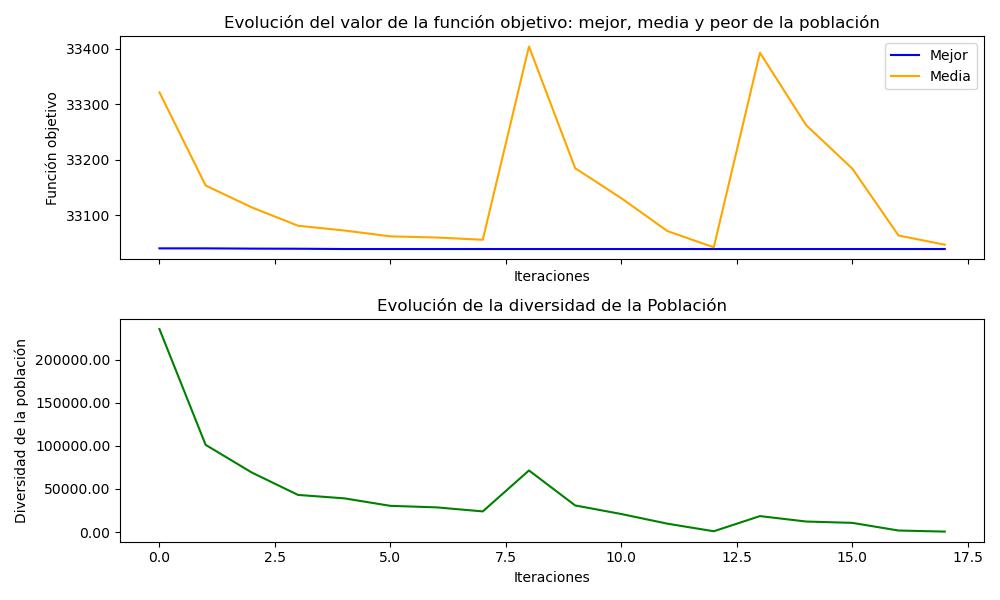 Evolución del valor de la función objetivo: mejor, media y peor de la población
33400
33300
33200
33100
Función objetivo
Mejor
Media
Iteraciones
Evolución de la diversidad de la Población
200000.00
150000.00
100000.00
50000.00
0.00
Diversidad de la población
0.0 2.5 5.0 7.5 10.0 12.5 15.0 17.5
Iteraciones